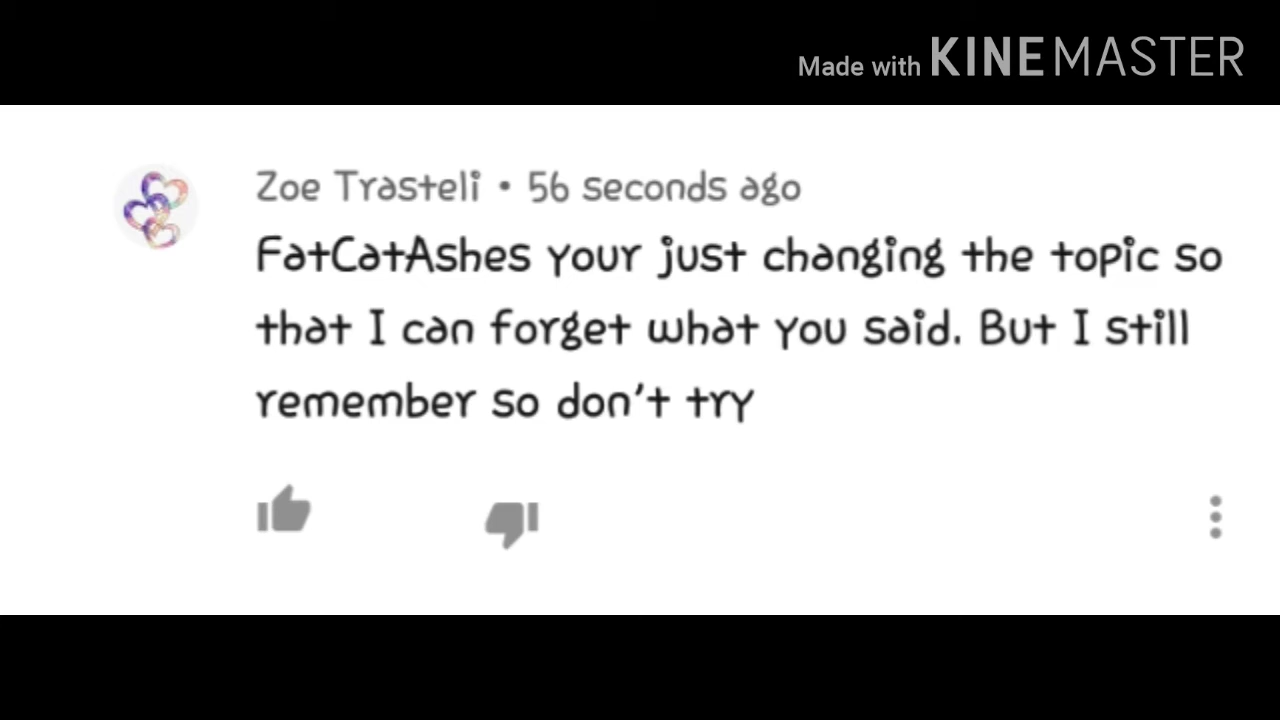 Made with KINEMASTER
Zoe Trasteli • 56 seconds ago
FatCatAshes your just changing the topic so
that I can forget what you said. But I still
remember so don't try